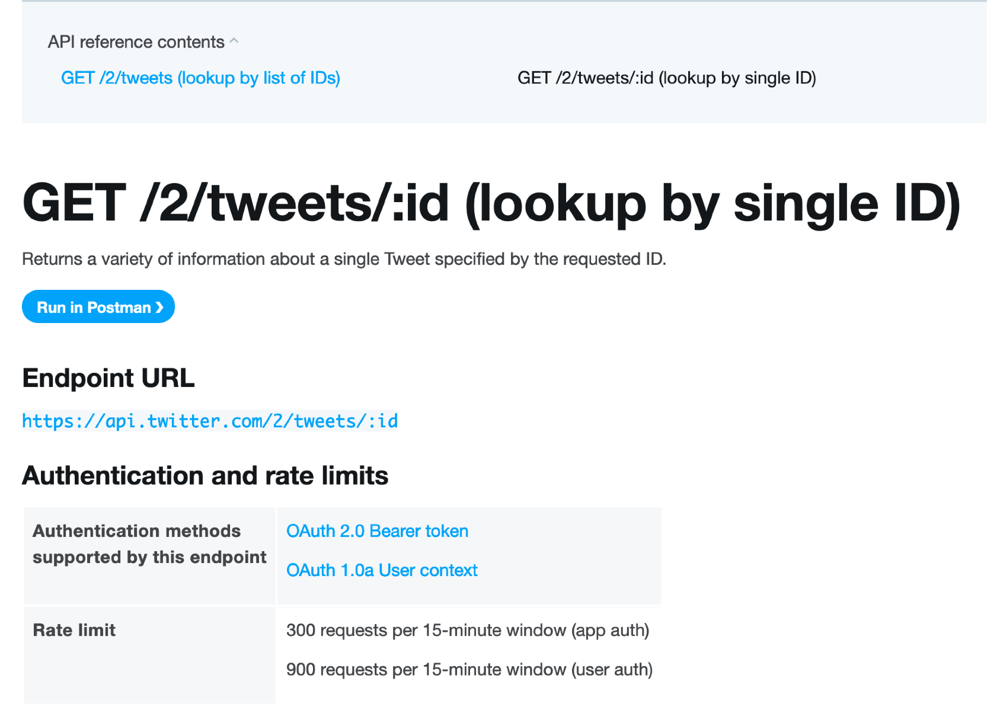 API reference contents
GET /2/tweets (lookup by list of IDs)
GET /2/tweets/:id (lookup by single ID)
GET /2/tweets/:id (lookup by single ID)
Returns a variety of information about a single Tweet specified by the requested ID.
Run in Postman ❯
Endpoint URL
https://api.twitter.com/2/tweets/:id
Authentication and rate limits
Authentication methods
supported by this endpoint
OAuth 2.0 Bearer token
OAuth 1.0a User context
Rate limit
300 requests per 15-minute window (app auth)
900 requests per 15-minute window (user auth)